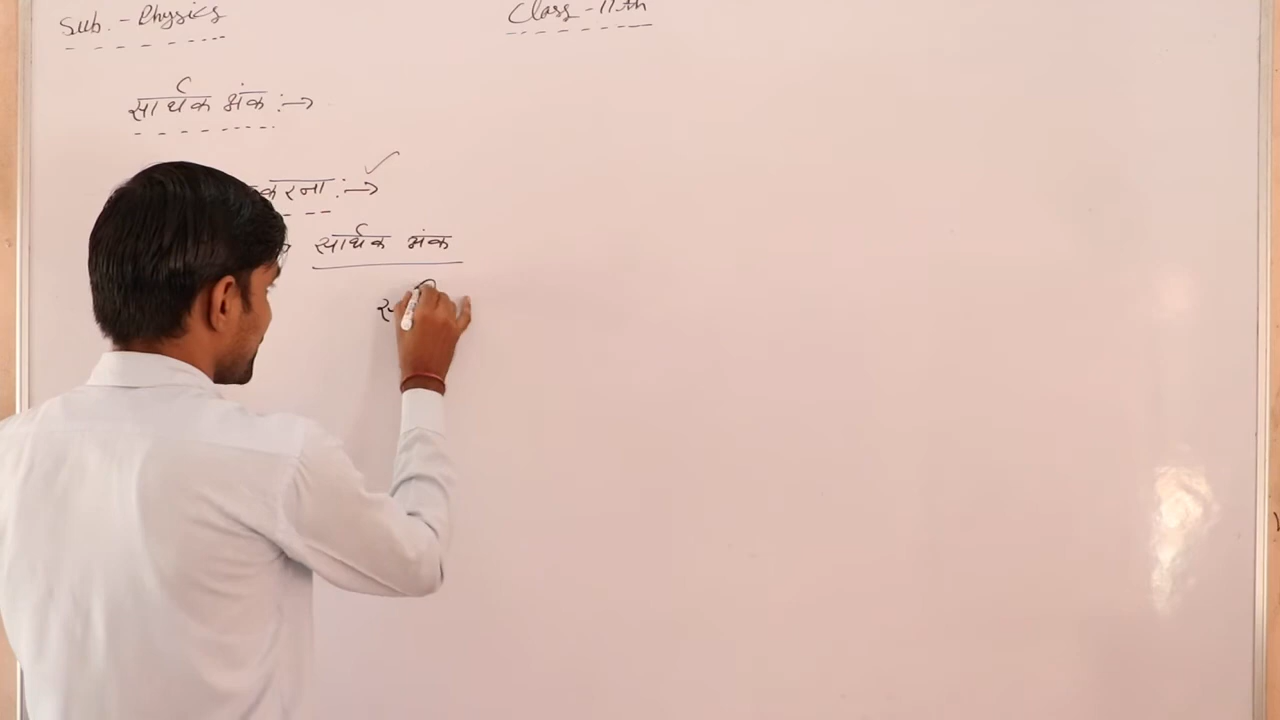 Sub. - Physics
Class - 11th
सार्थक अंक :→
करना :→ ✓
सार्थक अंक